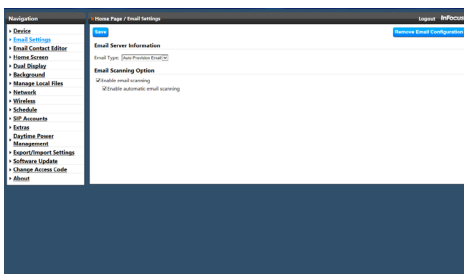 Navigation
Device
Email Settings
Email Contact Editor
Home Screen
Dual Display
Background
Manage Local Files
Network
Wireless
Schedule
SIP Accounts
Extras
Daytime Power
Management
Export/Import Settings
Software Update
Change Access Code
About
Home Page / Email Settings
Logout InFocus
Save
Remove Email Configuration
Email Server Information
Email Type: Auto Provision Email
Email Scanning Option
Enable email scanning
Enable automatic email scanning